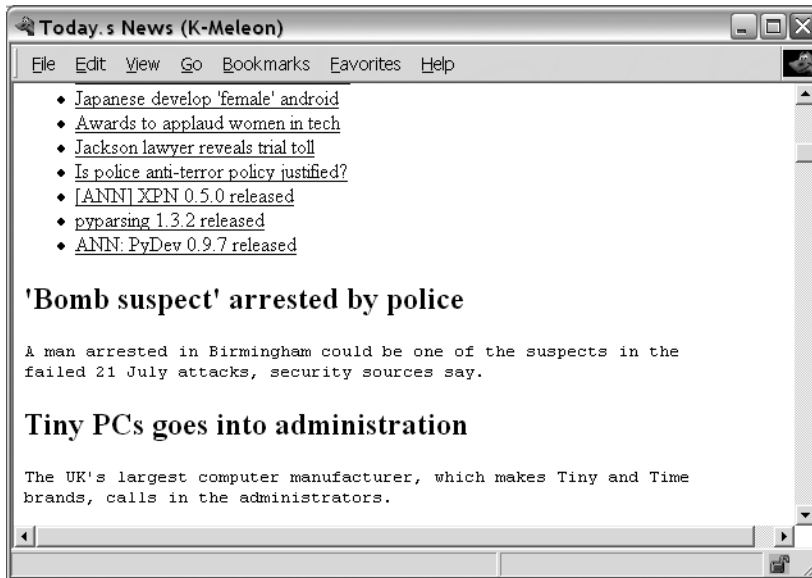 Today.s News (K-Meleon)
File Edit View Go Bookmarks Favorites Help
Japanese develop 'female' android
Awards to applaud women in tech
Jackson lawyer reveals trial toll
Is police anti-terror policy justified?
[ANN] XPN 0.5.0 released
pyparsing 1.3.2 released
ANN: PyDev 0.9.7 released
'Bomb suspect' arrested by police
A man arrested in Birmingham could be one of the suspects in the
failed 21 July attacks, security sources say.
Tiny PCs goes into administration
The UK's largest computer manufacturer, which makes Tiny and Time
brands, calls in the administrators.